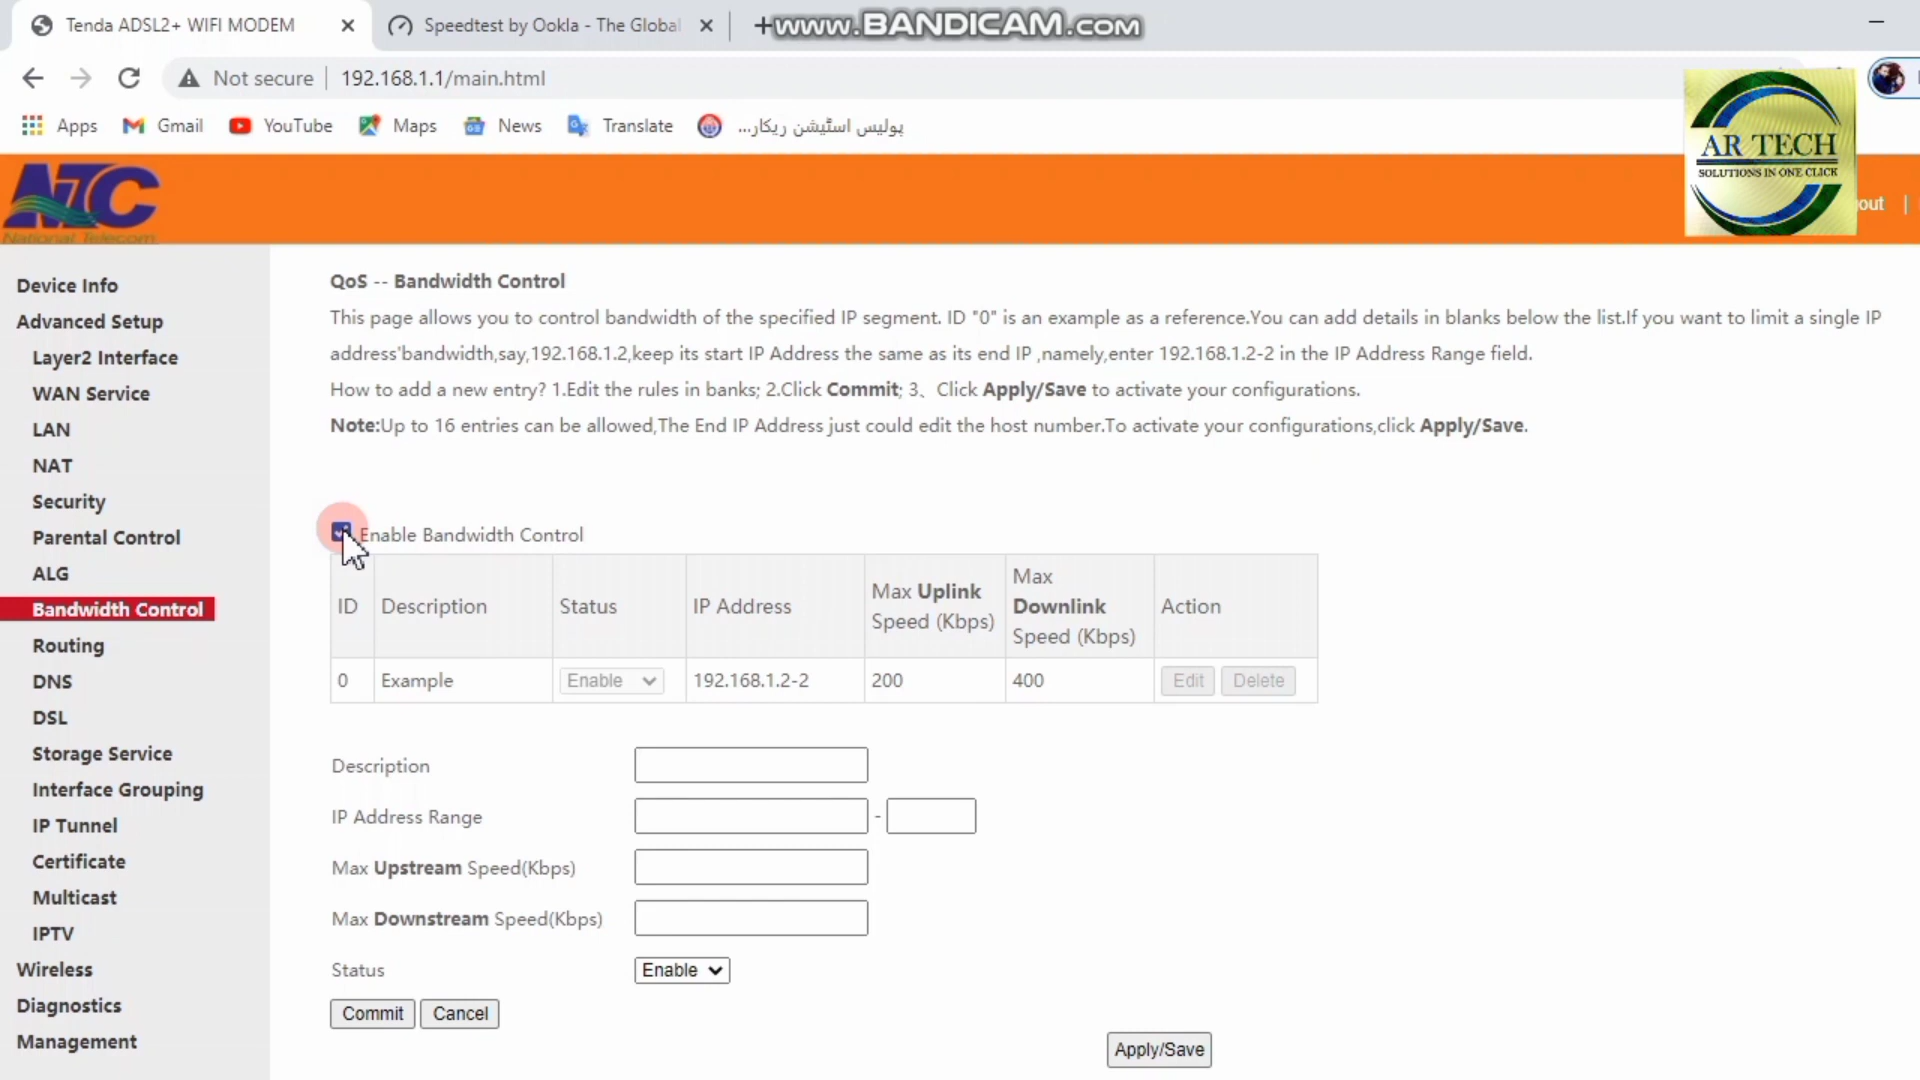 Tenda ADSL2+ WIFI MODEM
Speedtest by Ookla - The Global
www.BANDICAM.COM
Not secure
192.168.1.1/main.html
Apps
Gmail
YouTube
Maps
News
Translate
پولیس اسٹیشن ریکار...
AR TECH
SOLUTIONS IN ONE CLICK
NTC
National Telecom
out |
Device Info
Advanced Setup
Layer2 Interface
WAN Service
LAN
NAT
Security
Parental Control
ALG
Bandwidth Control
Routing
DNS
DSL
Storage Service
Interface Grouping
IP Tunnel
Certificate
Multicast
IPTV
Wireless
Diagnostics
Management
QoS -- Bandwidth Control
This page allows you to control bandwidth of the specified IP segment. ID "0" is an example as a reference.You can add details in blanks below the list.If you want to limit a single IP
address'bandwidth,say,192.168.1.2,keep its start IP Address the same as its end IP ,namely,enter 192.168.1.2-2 in the IP Address Range field.
How to add a new entry? 1.Edit the rules in banks; 2.Click Commit; 3、Click Apply/Save to activate your configurations.
Note:Up to 16 entries can be allowed,The End IP Address just could edit the host number.To activate your configurations,click Apply/Save.
Enable Bandwidth Control
ID Description Status IP Address Max Uplink Speed (Kbps) Max Downlink Speed (Kbps) Action
0 Example Enable 192.168.1.2-2 200 400 Edit Delete
Description
IP Address Range -
Max Upstream Speed(Kbps)
Max Downstream Speed(Kbps)
Status Enable
Commit Cancel
Apply/Save